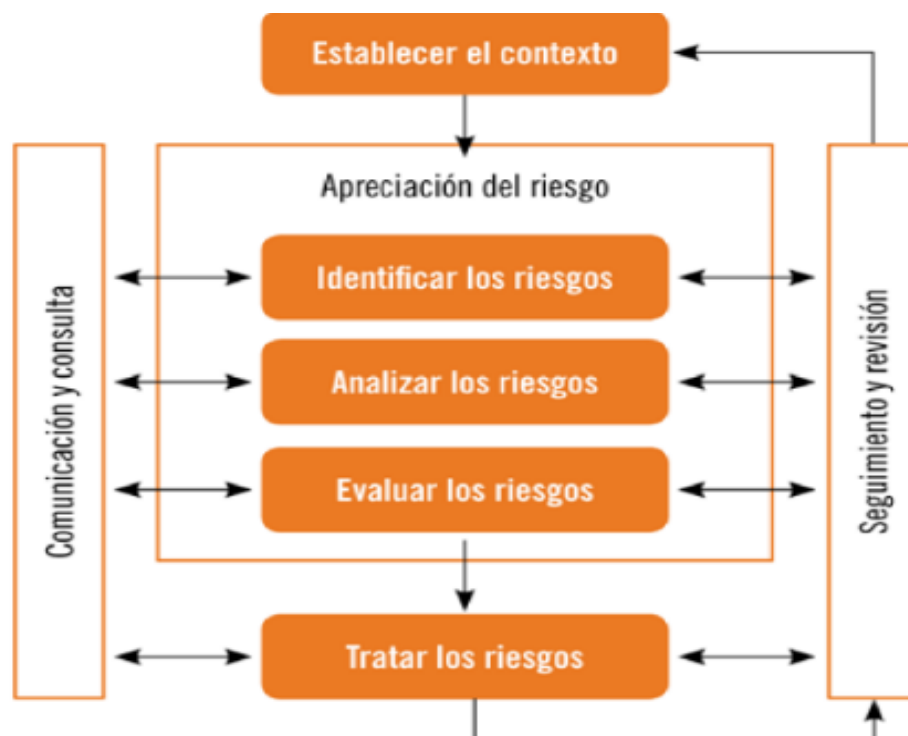 Establecer el contexto
Apreciación del riesgo
Identificar los riesgos
Analizar los riesgos
Evaluar los riesgos
Tratar los riesgos
Comunicación y consulta
Seguimiento y revisión